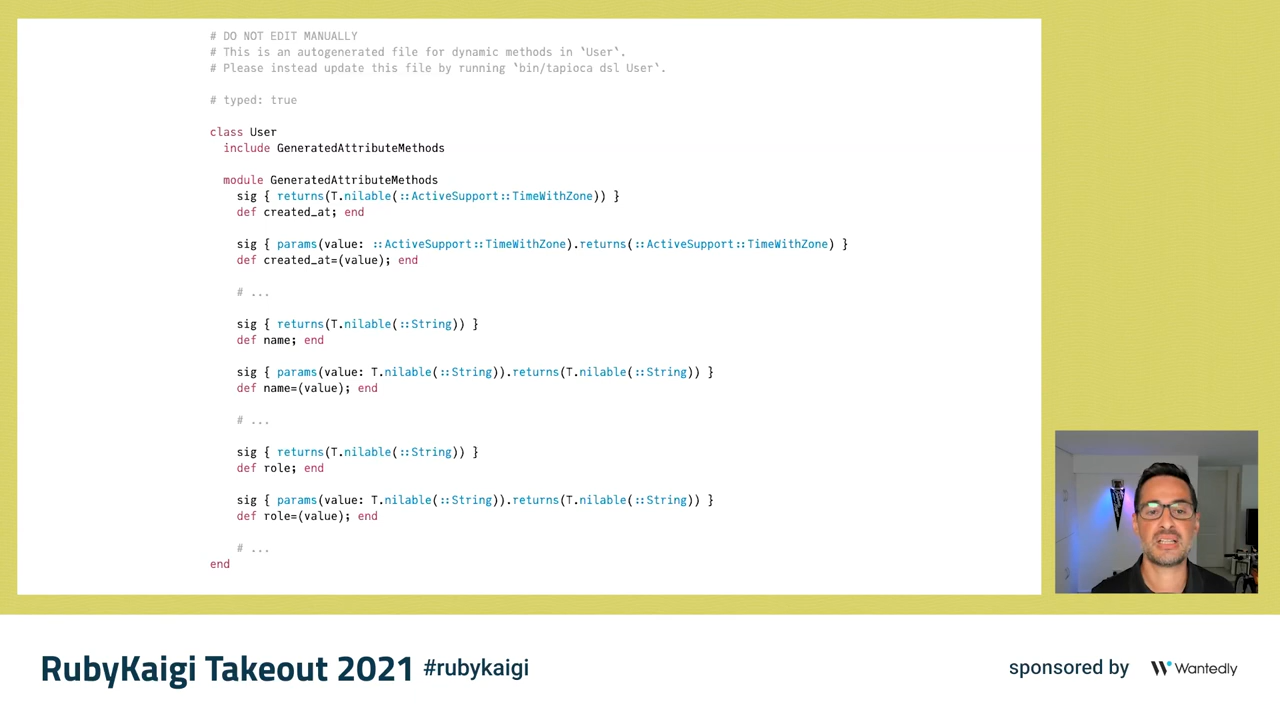 # DO NOT EDIT MANUALLY
# This is an autogenerated file for dynamic methods in `User`.
# Please instead update this file by running `bin/tapioca dsl User`.
# typed: true
class User
include GeneratedAttributeMethods
module GeneratedAttributeMethods
sig { returns(T.nilable(::ActiveSupport::TimeWithZone)) }
def created_at; end
sig { params(value: ::ActiveSupport::TimeWithZone).returns(::ActiveSupport::TimeWithZone) }
def created_at=(value); end
# ...
sig { returns(T.nilable(::String)) }
def name; end
sig { params(value: T.nilable(::String)).returns(T.nilable(::String)) }
def name=(value); end
# ...
sig { returns(T.nilable(::String)) }
def role; end
sig { params(value: T.nilable(::String)).returns(T.nilable(::String)) }
def role=(value); end
# ...
end
RubyKaigi Takeout 2021 #rubykaigi
sponsored by Wantedly